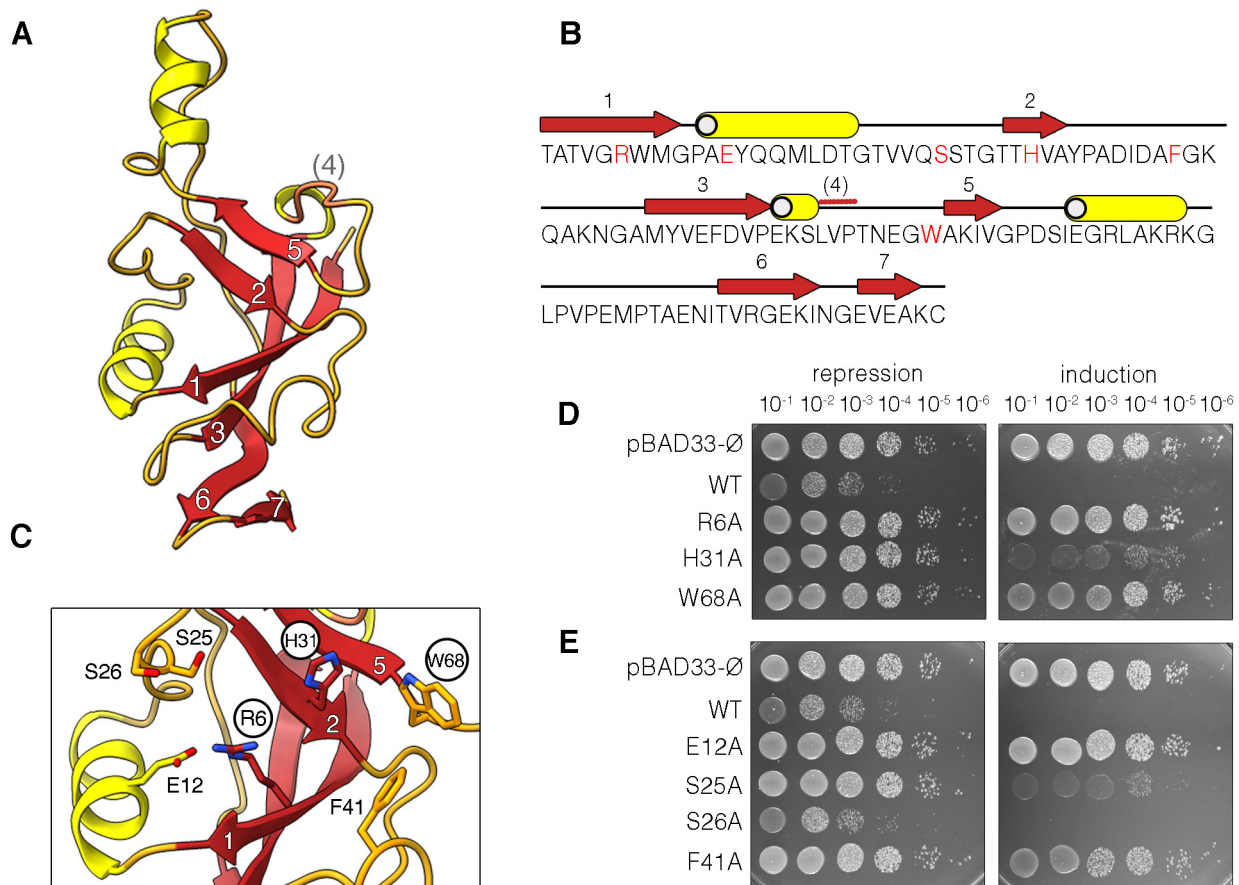 A
(4)
5
2
1
3
6
7
B
1
2
TATVGRWMGPAEYQQMLDTGTVVQSSTGTTHVAYPADIDAFGK
3
(4)
5
QAKNGAMYVEFDVPEKSLVPTNEGWAKIVGPDSIEGRLAKRKG
6
7
LPVPEMPTAENITVRGEKINGEVEAKC
C
S25
S26
H31
5
W68
R6
2
E12
F41
1
repression induction
10-1 10-2 10-3 10-4 10-5 10-6 10-1 10-2 10-3 10-4 10-5 10-6
D
pBAD33-Ø
WT
R6A
H31A
W68A
E
pBAD33-Ø
WT
E12A
S25A
S26A
F41A